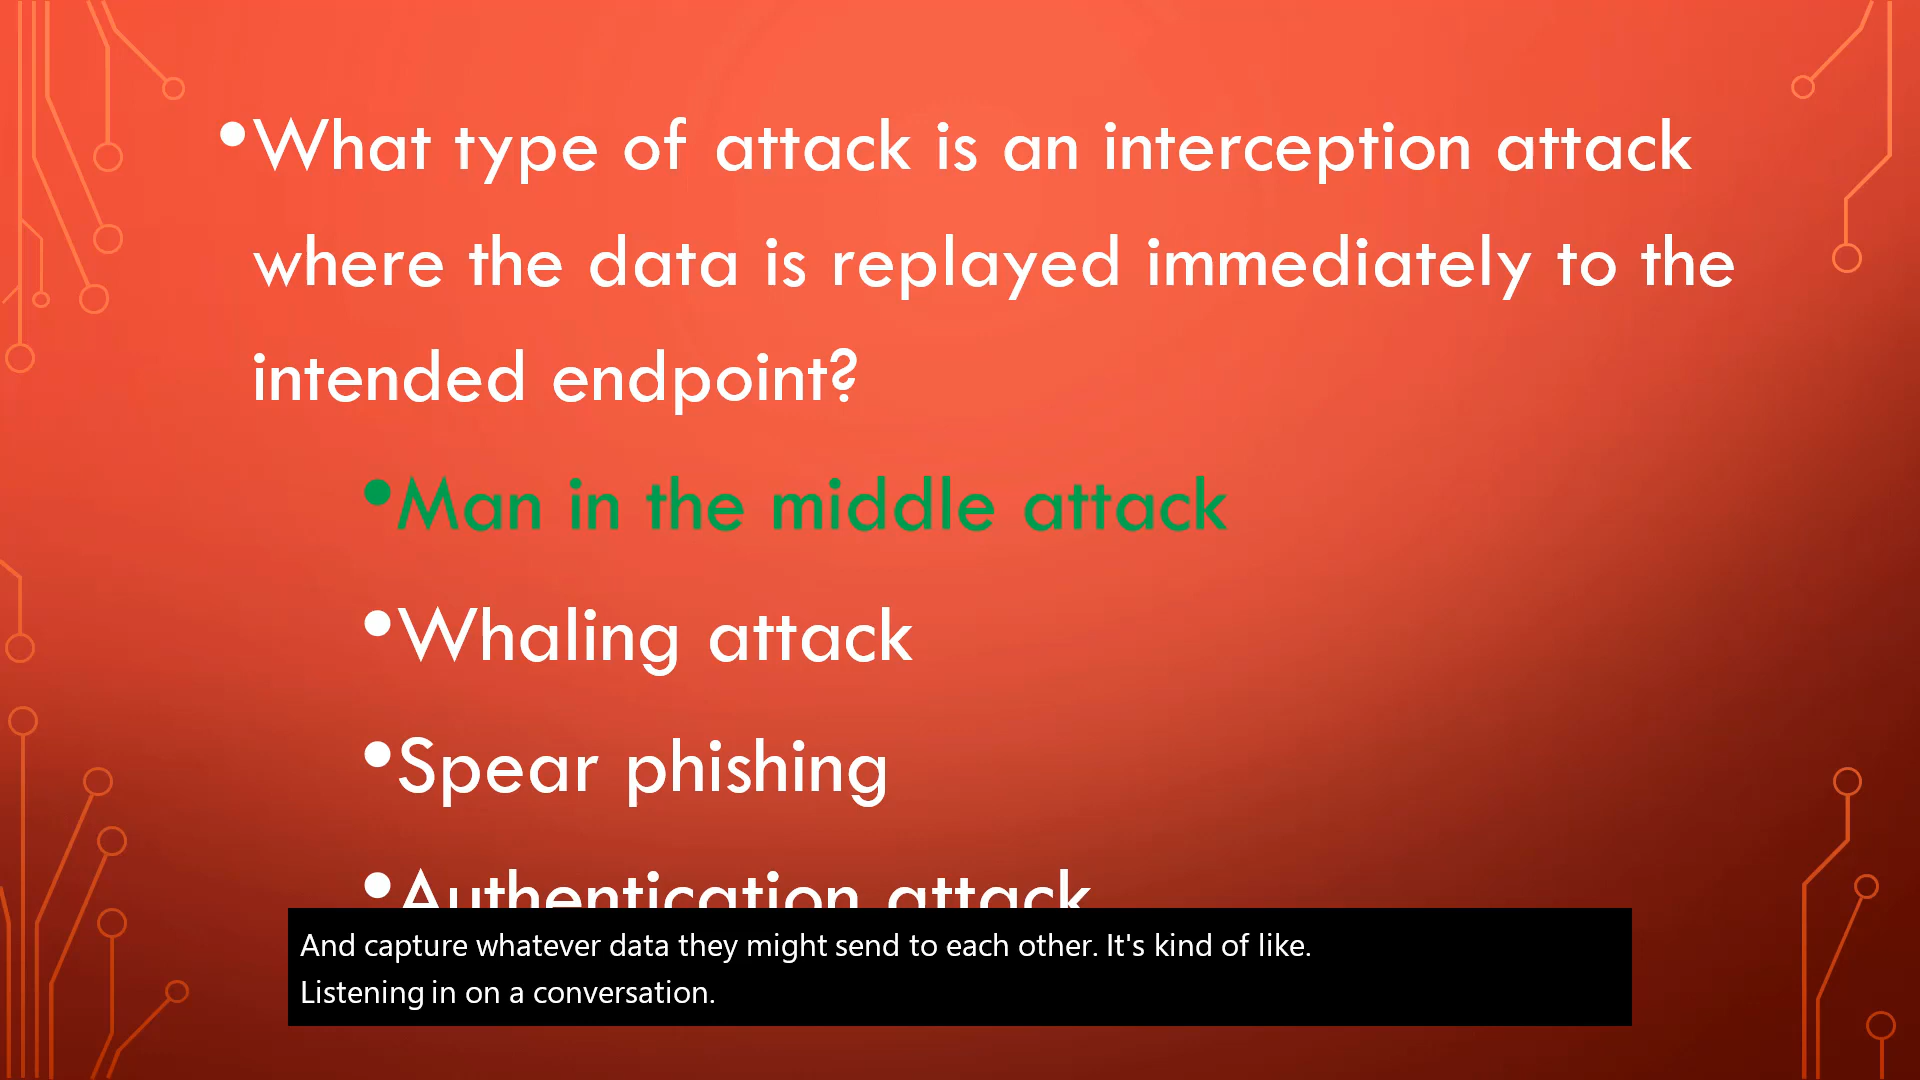 •What type of attack is an interception attack
where the data is replayed immediately to the
intended endpoint?
•Man in the middle attack
•Whaling attack
•Spear phishing
•Authentication attack
And capture whatever data they might send to each other. It's kind of like.
Listening in on a conversation.